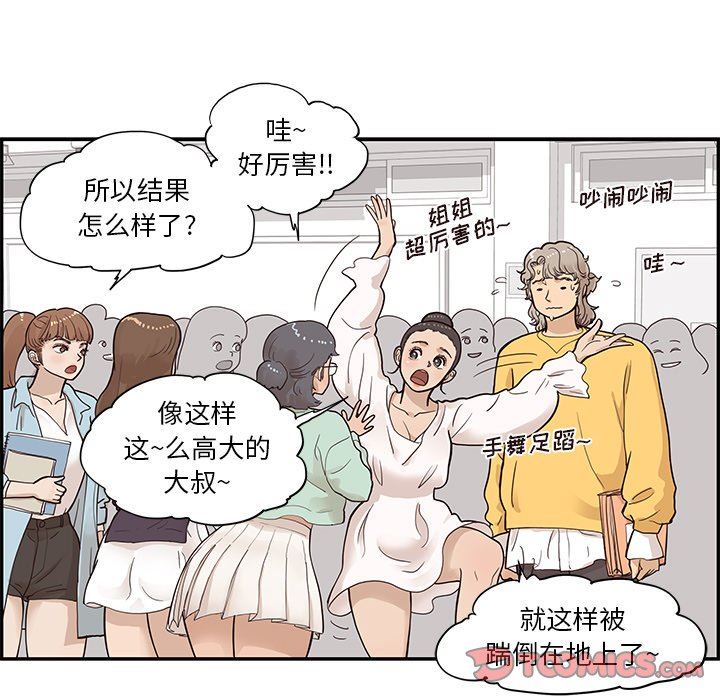 哇~
好厉害!!
所以结果
怎么样了?
姐姐
超厉害的~
吵闹吵闹
哇~
像这样
这~么高大的
大叔~
手舞足蹈~
就这样被
踹倒在地上了~
TCOMICS.COM